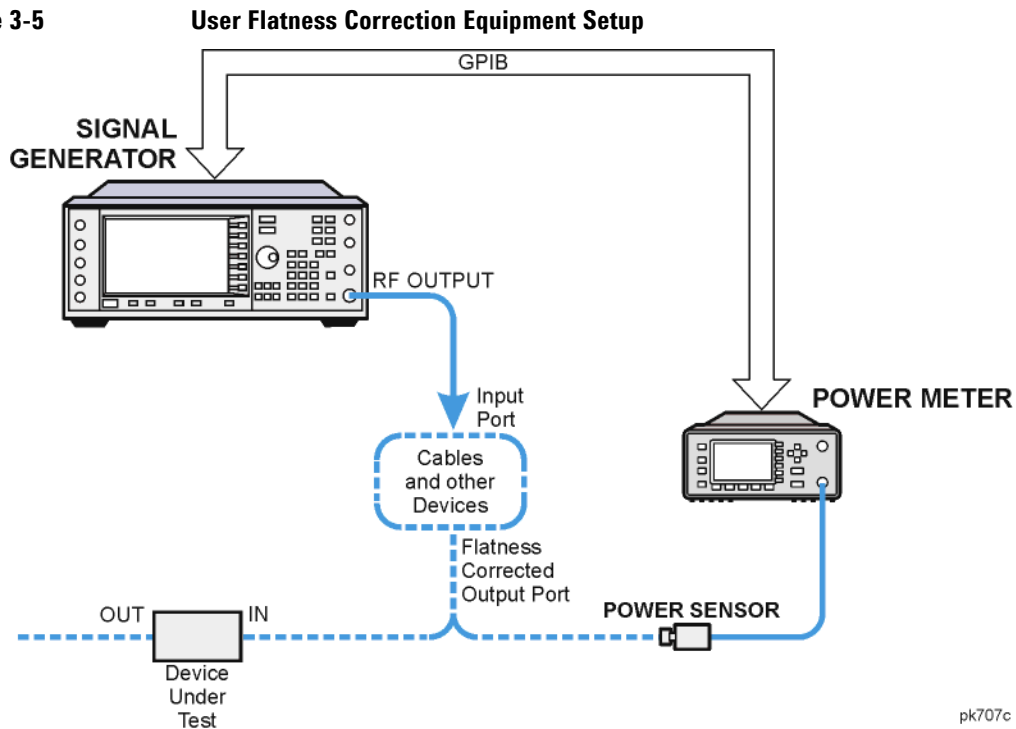 e 3-5 User Flatness Correction Equipment Setup
GPIB
SIGNAL
GENERATOR
RF OUTPUT
Input
Port
POWER METER
Cables
and other
Devices
Flatness
Corrected
Output Port
OUT
IN
POWER SENSOR
Device
Under
Test
pk707c